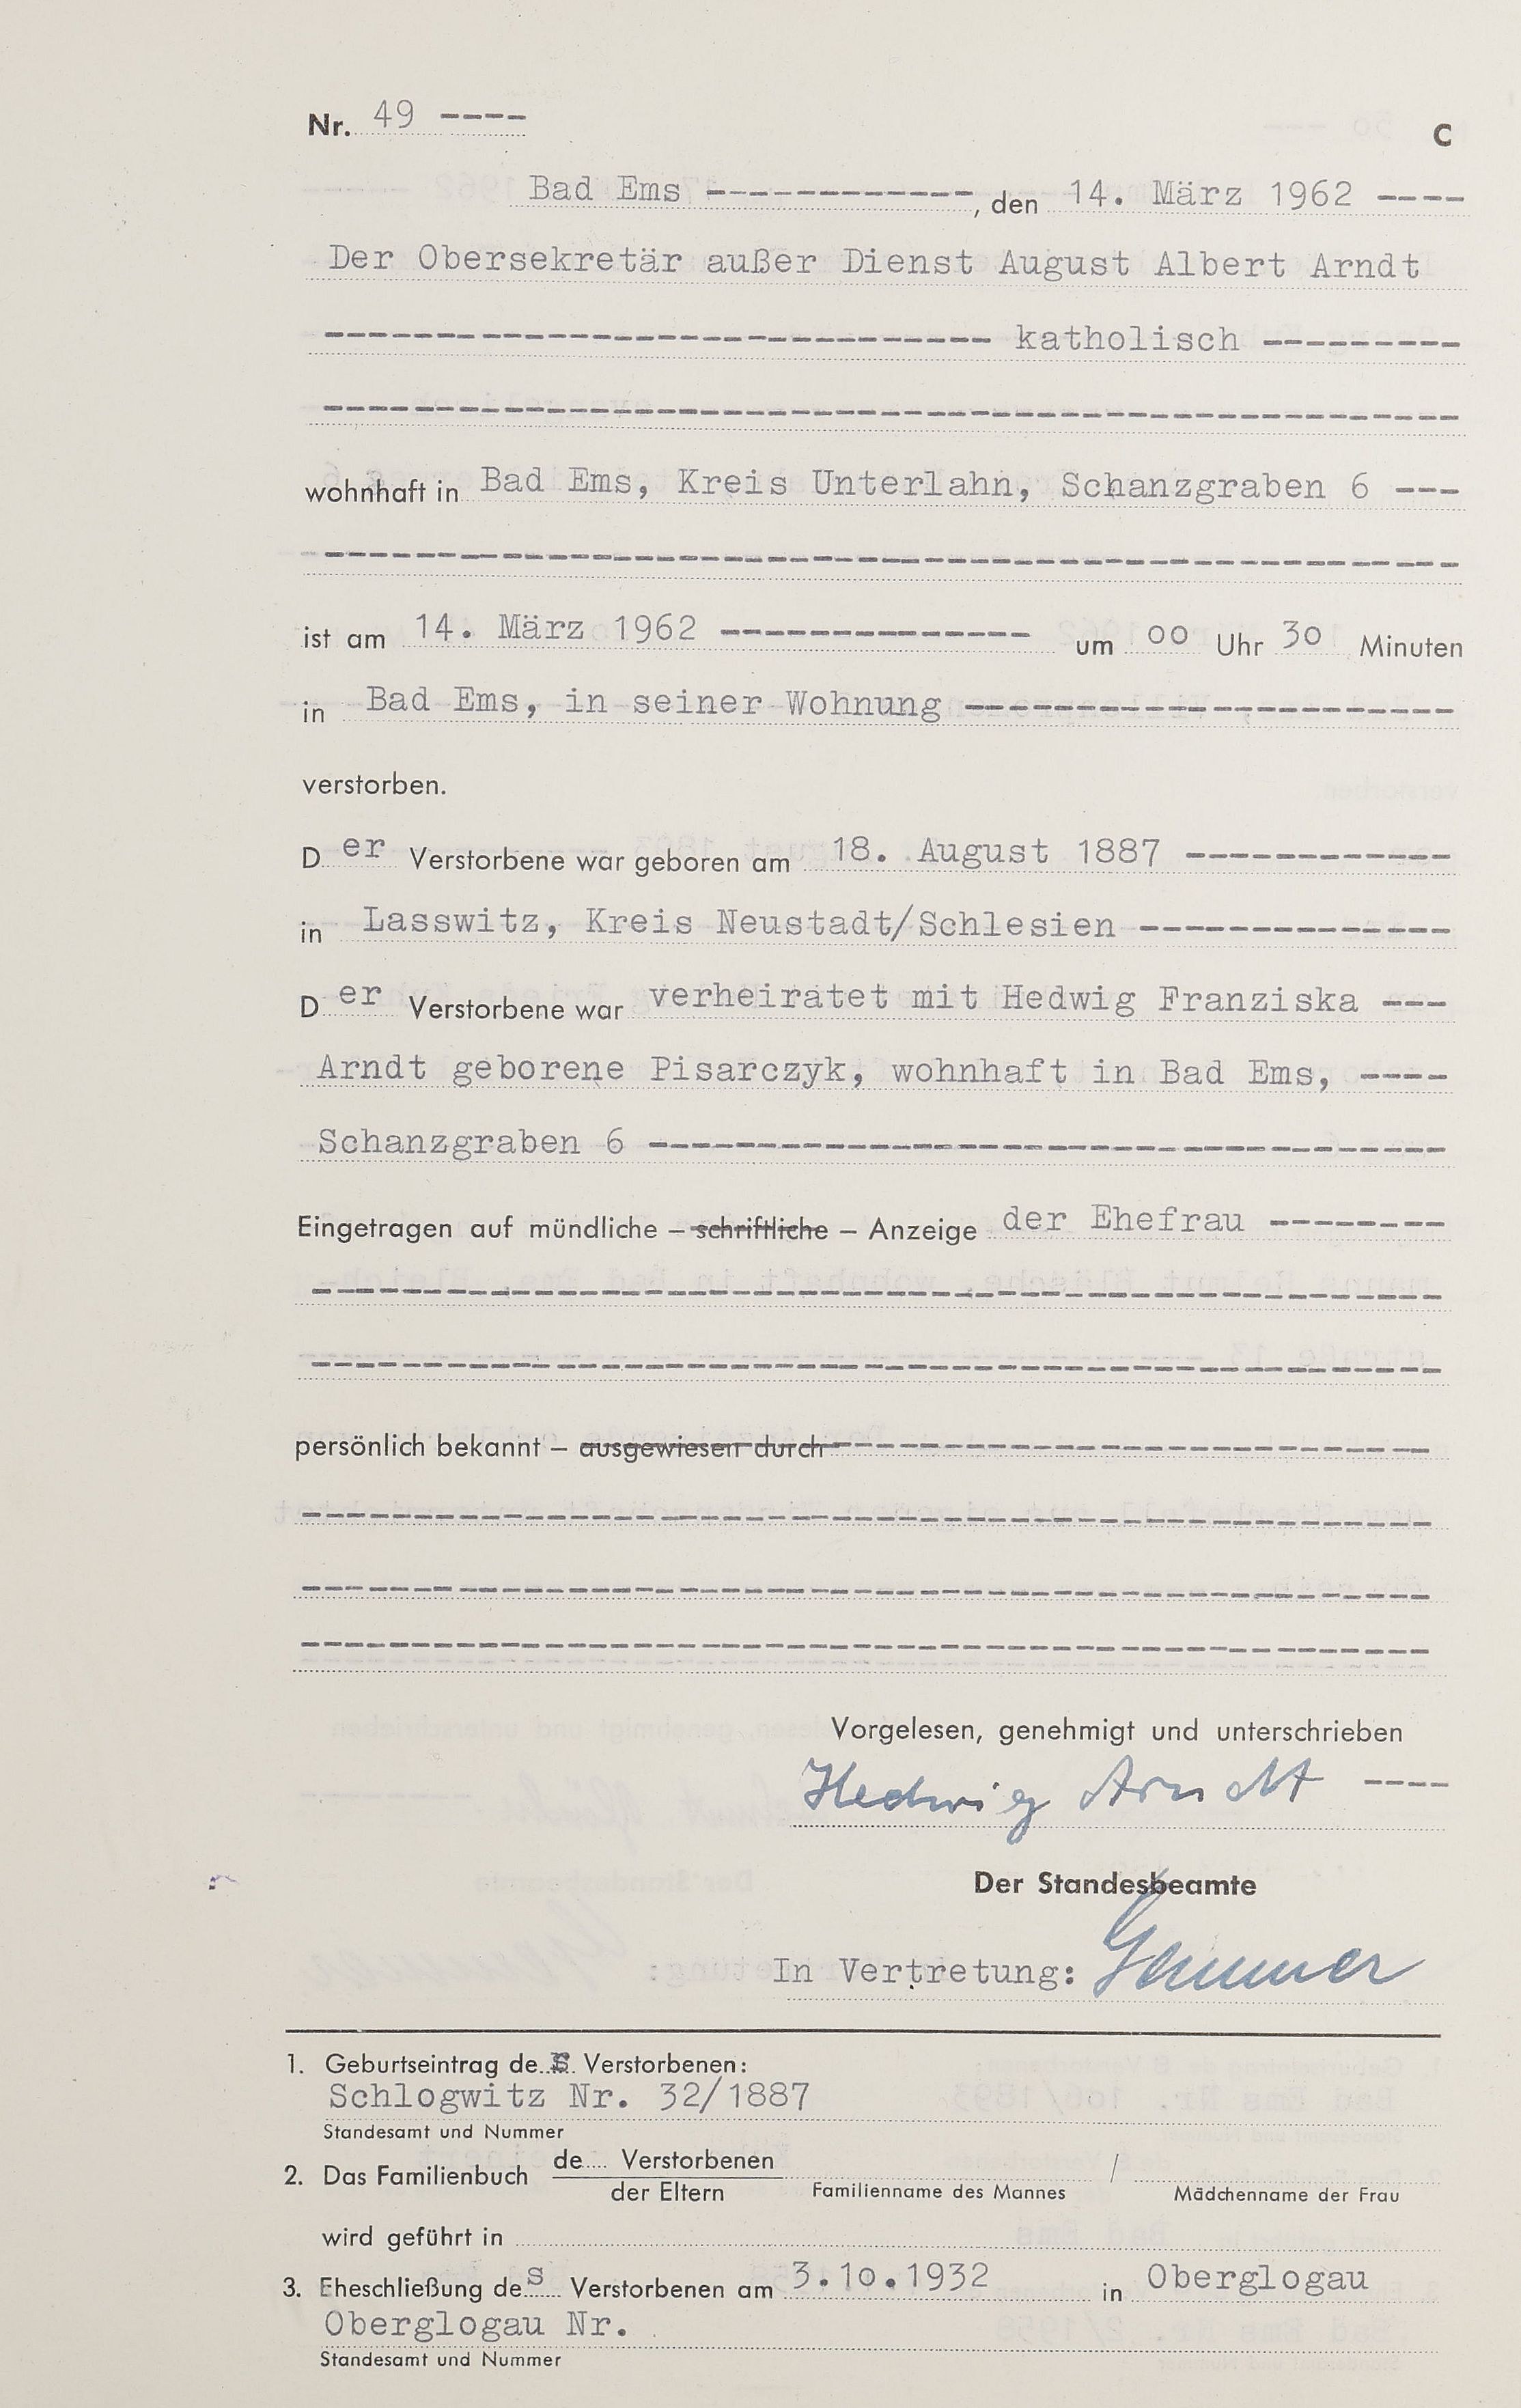 Nr. 49 ----
C
Bad Ems ------------, den 14. März 1962 ----
Der Obersekretär außer Dienst August Albert Arndt
------------------------------ katholisch ---------
---------------------------------------------------
wohnhaft in Bad Ems, Kreis Unterlahn, Schanzgraben 6 ---
---------------------------------------------------
ist am 14. März 1962 -------------- um 00 Uhr 30 Minuten
in Bad Ems, in seiner Wohnung ----------------------
verstorben.
Der Verstorbene war geboren am 18. August 1887 ------------
in Lasswitz, Kreis Neustadt/Schlesien --------------
Der Verstorbene war verheiratet mit Hedwig Franziska ---
Arndt geborene Pisarczyk, wohnhaft in Bad Ems, ----
Schanzgraben 6 ------------------------------------
Eingetragen auf mündliche – schriftliche – Anzeige der Ehefrau --------
---------------------------------------------------
---------------------------------------------------
persönlich bekannt – ausgewiesen durch ---------------------------
---------------------------------------------------
---------------------------------------------------
---------------------------------------------------
Vorgelesen, genehmigt und unterschrieben
Hedwig Arndt ----
Der Standesbeamte
In Vertretung: Gemmer
1. Geburtseintrag des Verstorbenen:
Schlogwitz Nr. 32/1887
Standesamt und Nummer
2. Das Familienbuch de.... Verstorbenen
der Eltern
/
Familienname des Mannes Mädchenname der Frau
wird geführt in
3. Eheschließung des Verstorbenen am 3.10.1932 in Oberglogau
Oberglogau Nr.
Standesamt und Nummer